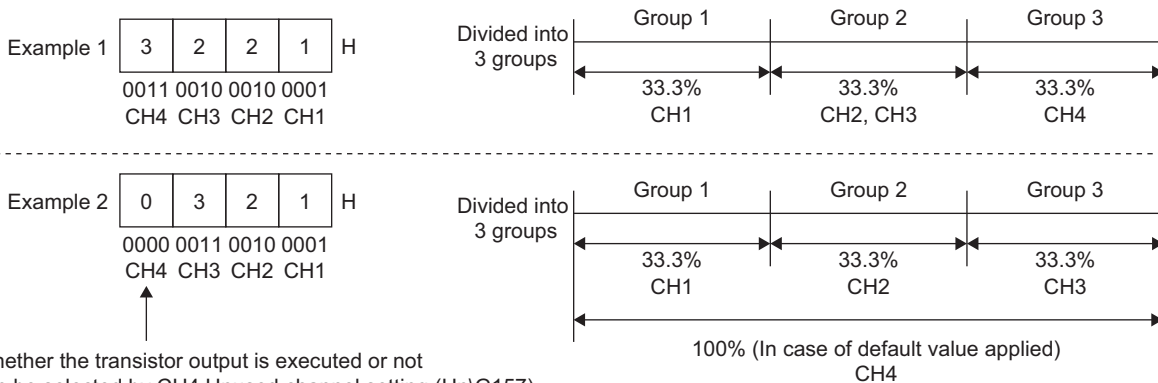 Example 1 3 2 2 1 H
0011 0010 0010 0001
CH4 CH3 CH2 CH1
Divided into
3 groups
Group 1 Group 2 Group 3
33.3% 33.3% 33.3%
CH1 CH2, CH3 CH4
Example 2 0 3 2 1 H
0000 0011 0010 0001
CH4 CH3 CH2 CH1
Divided into
3 groups
Group 1 Group 2 Group 3
33.3% 33.3% 33.3%
CH1 CH2 CH3
100% (In case of default value applied)
CH4
hether the transistor output is executed or not